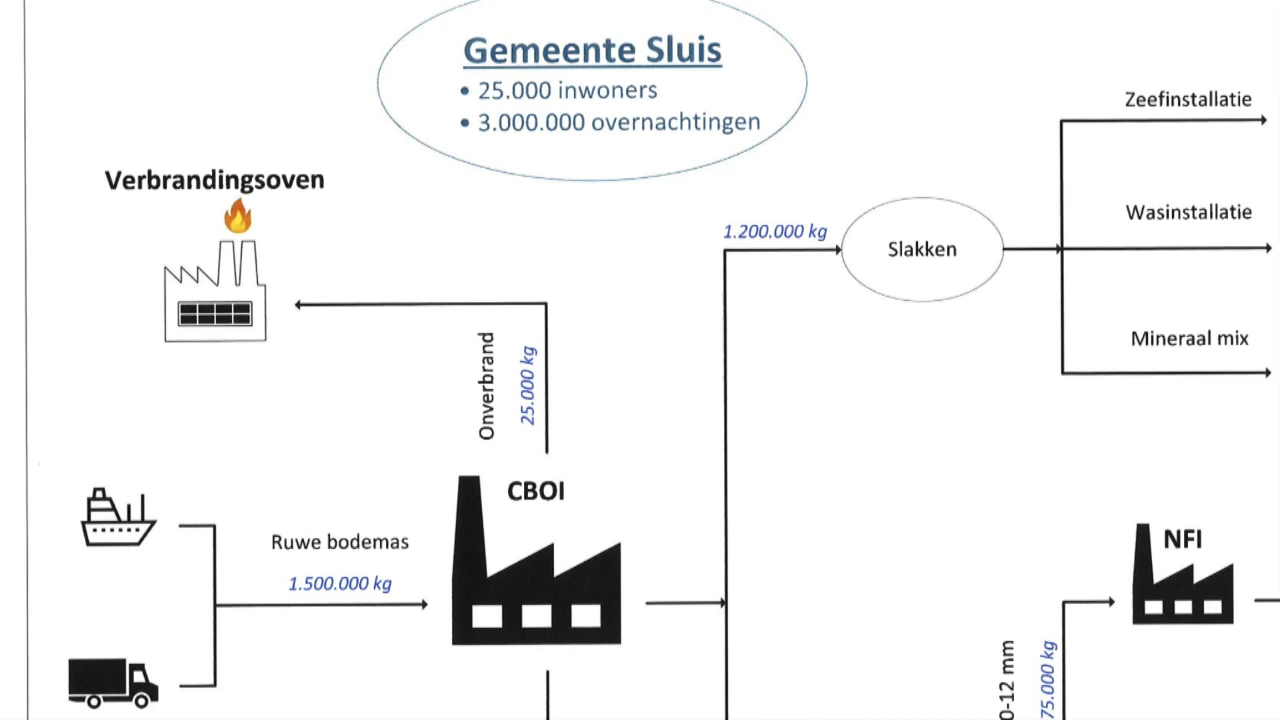 Gemeente Sluis
• 25.000 inwoners
• 3.000.000 overnachtingen
Zeefinstallatie
Verbrandingsoven
Wasinstallatie
1.200.000 kg
Slakken
Mineraal mix
Onverbrand
25.000 kg
CBOI
Ruwe bodemas
1.500.000 kg
NFI
0-12 mm
75.000 kg